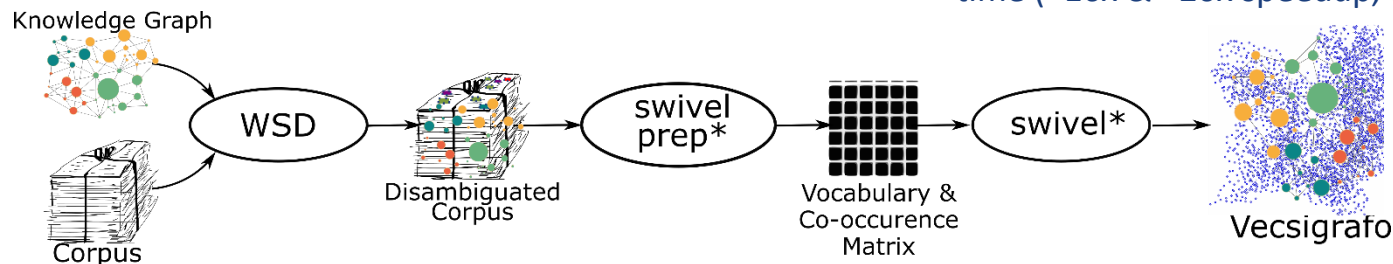 Knowledge Graph
Corpus
WSD
Disambiguated
Corpus
swivel
prep*
Vocabulary &
Co-occurence
Matrix
swivel*
Vecsigrafo